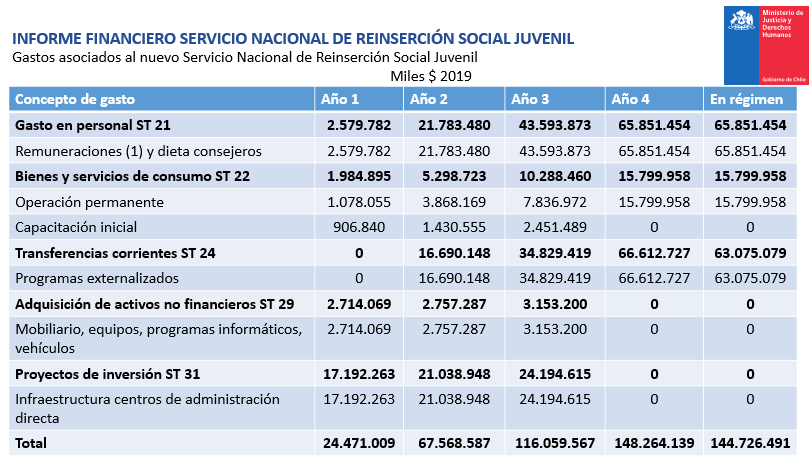 Ministerio de
Justicia y
Derechos
Humanos
Gobierno de Chile
INFORME FINANCIERO SERVICIO NACIONAL DE REINSERCIÓN SOCIAL JUVENIL
Gastos asociados al nuevo Servicio Nacional de Reinserción Social Juvenil
Miles $ 2019
Concepto de gasto Año 1 Año 2 Año 3 Año 4 En régimen
Gasto en personal ST 21 2.579.782 21.783.480 43.593.873 65.851.454 65.851.454
Remuneraciones (1) y dieta consejeros 2.579.782 21.783.480 43.593.873 65.851.454 65.851.454
Bienes y servicios de consumo ST 22 1.984.895 5.298.723 10.288.460 15.799.958 15.799.958
Operación permanente 1.078.055 3.868.169 7.836.972 15.799.958 15.799.958
Capacitación inicial 906.840 1.430.555 2.451.489 0 0
Transferencias corrientes ST 24 0 16.690.148 34.829.419 66.612.727 63.075.079
Programas externalizados 0 16.690.148 34.829.419 66.612.727 63.075.079
Adquisición de activos no financieros ST 29 2.714.069 2.757.287 3.153.200 0 0
Mobiliario, equipos, programas informáticos, 2.714.069 2.757.287 3.153.200 0 0
vehículos
Proyectos de inversión ST 31 17.192.263 21.038.948 24.194.615 0 0
Infraestructura centros de administración 17.192.263 21.038.948 24.194.615 0 0
directa
Total 24.471.009 67.568.587 116.059.567 148.264.139 144.726.491